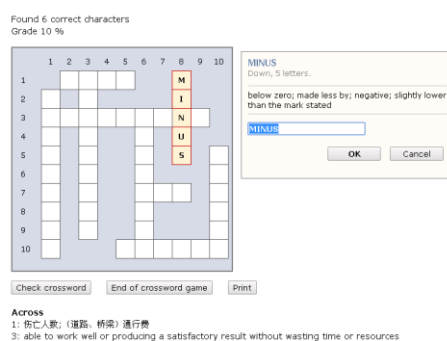 Found 6 correct characters
Grade 10 %
1 2 3 4 5 6 7 8 9 10
1 M
2 I
3 N
4 U
5 S
6
7
8
9
10
MINUS
Down, 5 letters.
below zero; made less by; negative; slightly lower
than the mark stated
MINUS
OK Cancel
Check crossword End of crossword game Print
Across
1: 伤亡人数;（道路、桥梁）通行费
3: able to work well or producing a satisfactory result without wasting time or resources